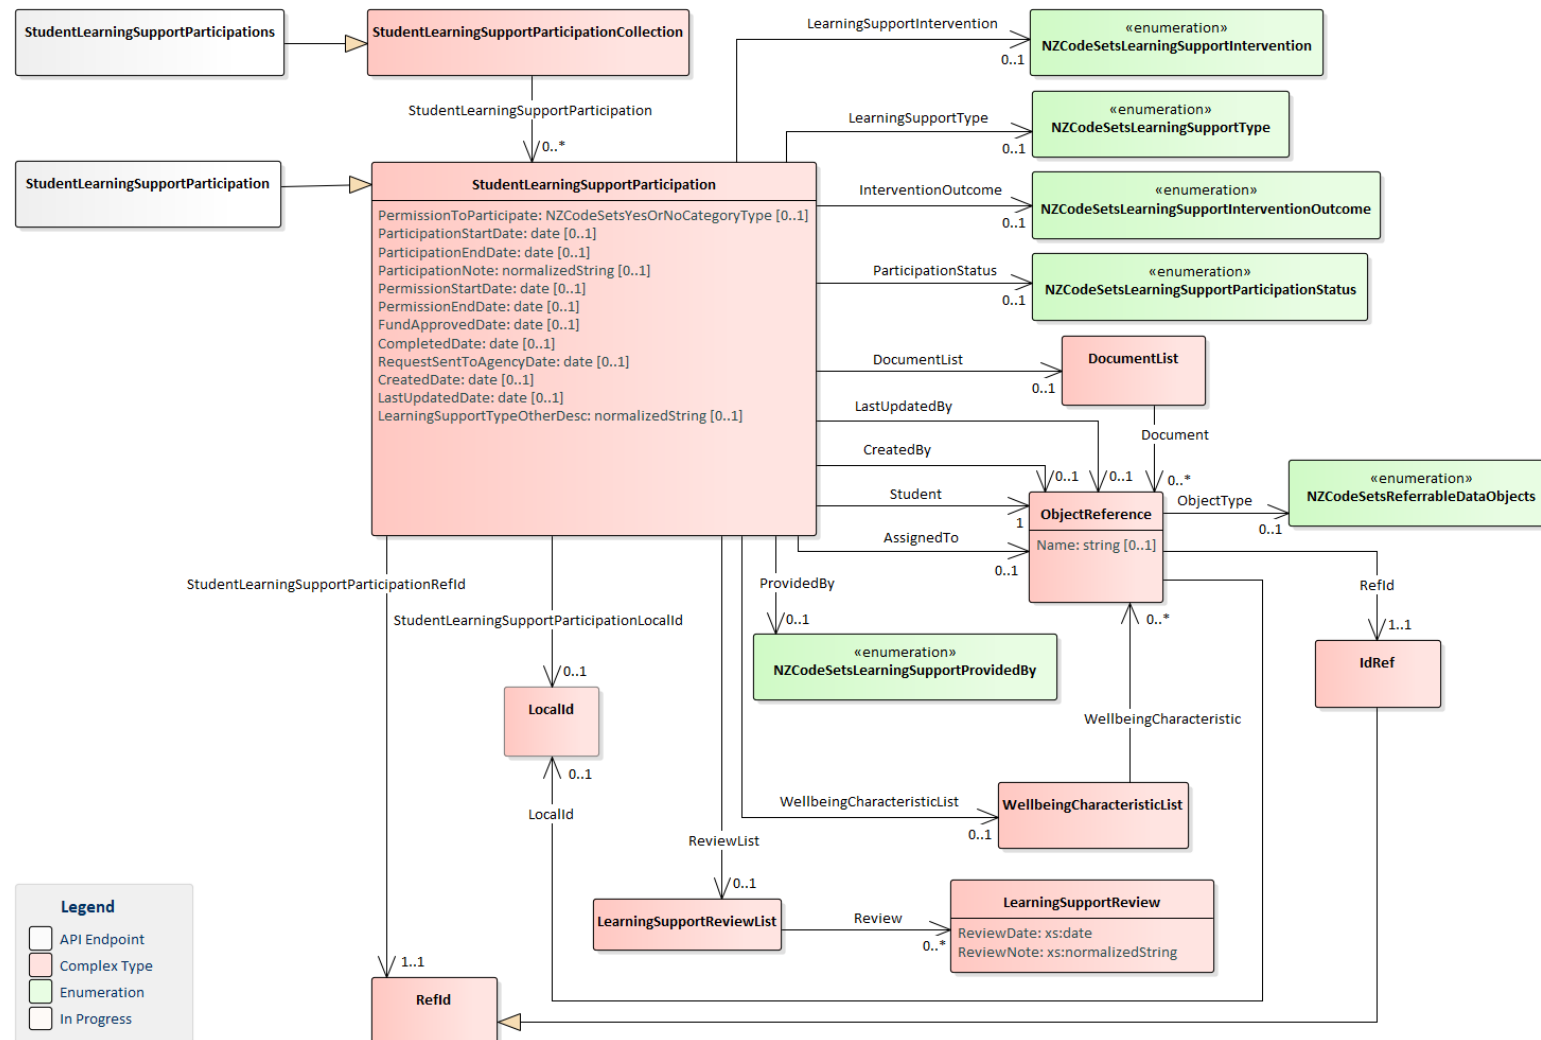 StudentLearningSupportParticipations
StudentLearningSupportParticipationCollection
LearningSupportIntervention
0..1
«enumeration»
NZCodeSetsLearningSupportIntervention
StudentLearningSupportParticipation
0..*
LearningSupportType
0..1
«enumeration»
NZCodeSetsLearningSupportType
StudentLearningSupportParticipation
StudentLearningSupportParticipation
PermissionToParticipate: NZCodeSetsYesOrNoCategoryType [0..1]
ParticipationStartDate: date [0..1]
ParticipationEndDate: date [0..1]
ParticipationNote: normalizedString [0..1]
PermissionStartDate: date [0..1]
PermissionEndDate: date [0..1]
FundApprovedDate: date [0..1]
CompletedDate: date [0..1]
RequestSentToAgencyDate: date [0..1]
CreatedDate: date [0..1]
LastUpdatedDate: date [0..1]
LearningSupportTypeOtherDesc: normalizedString [0..1]
InterventionOutcome
0..1
«enumeration»
NZCodeSetsLearningSupportInterventionOutcome
ParticipationStatus
0..1
«enumeration»
NZCodeSetsLearningSupportParticipationStatus
DocumentList
0..1
DocumentList
LastUpdatedBy
0..1
Document
0..*
CreatedBy
0..1
Student
1
AssignedTo
0..1
ObjectReference
Name: string [0..1]
ObjectType
0..1
«enumeration»
NZCodeSetsReferrableDataObjects
RefId
1..1
IdRef
StudentLearningSupportParticipationRefId
StudentLearningSupportParticipationLocalId
0..1
LocalId
0..1
LocalId
ProvidedBy
0..1
«enumeration»
NZCodeSetsLearningSupportProvidedBy
0..*
WellbeingCharacteristic
WellbeingCharacteristicList
0..1
WellbeingCharacteristicList
ReviewList
0..1
LearningSupportReviewList
Review
0..*
LearningSupportReview
ReviewDate: xs:date
ReviewNote: xs:normalizedString
1..1
RefId
Legend
API Endpoint
Complex Type
Enumeration
In Progress